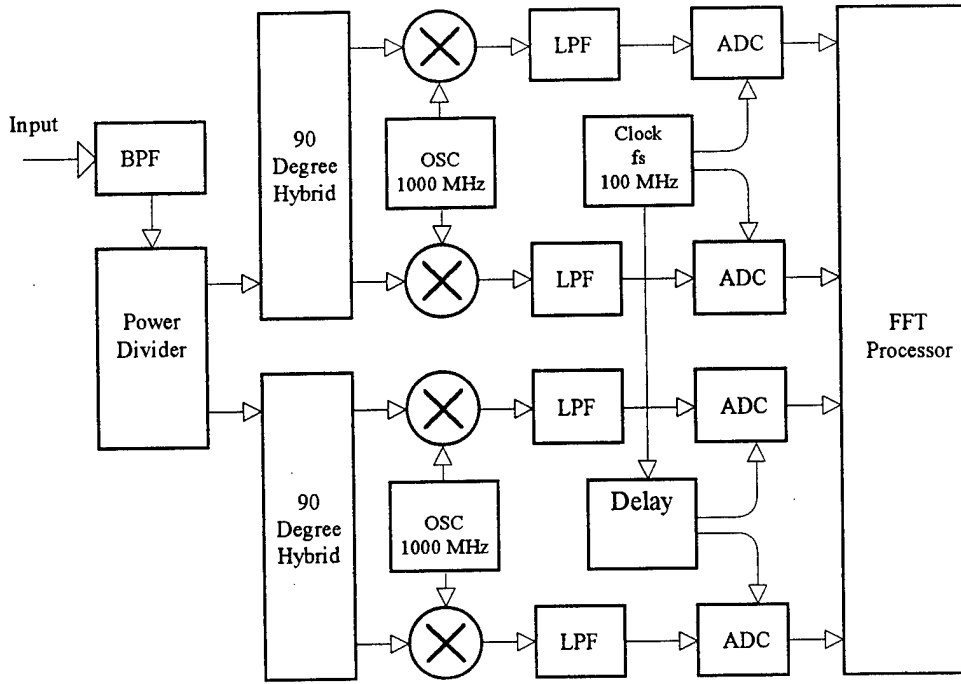 Input
BPF
Power
Divider
90
Degree
Hybrid
OSC
1000 MHz
LPF
ADC
Clock
fs
100 MHz
LPF
ADC
FFT
Processor
90
Degree
Hybrid
OSC
1000 MHz
LPF
ADC
Delay
LPF
ADC